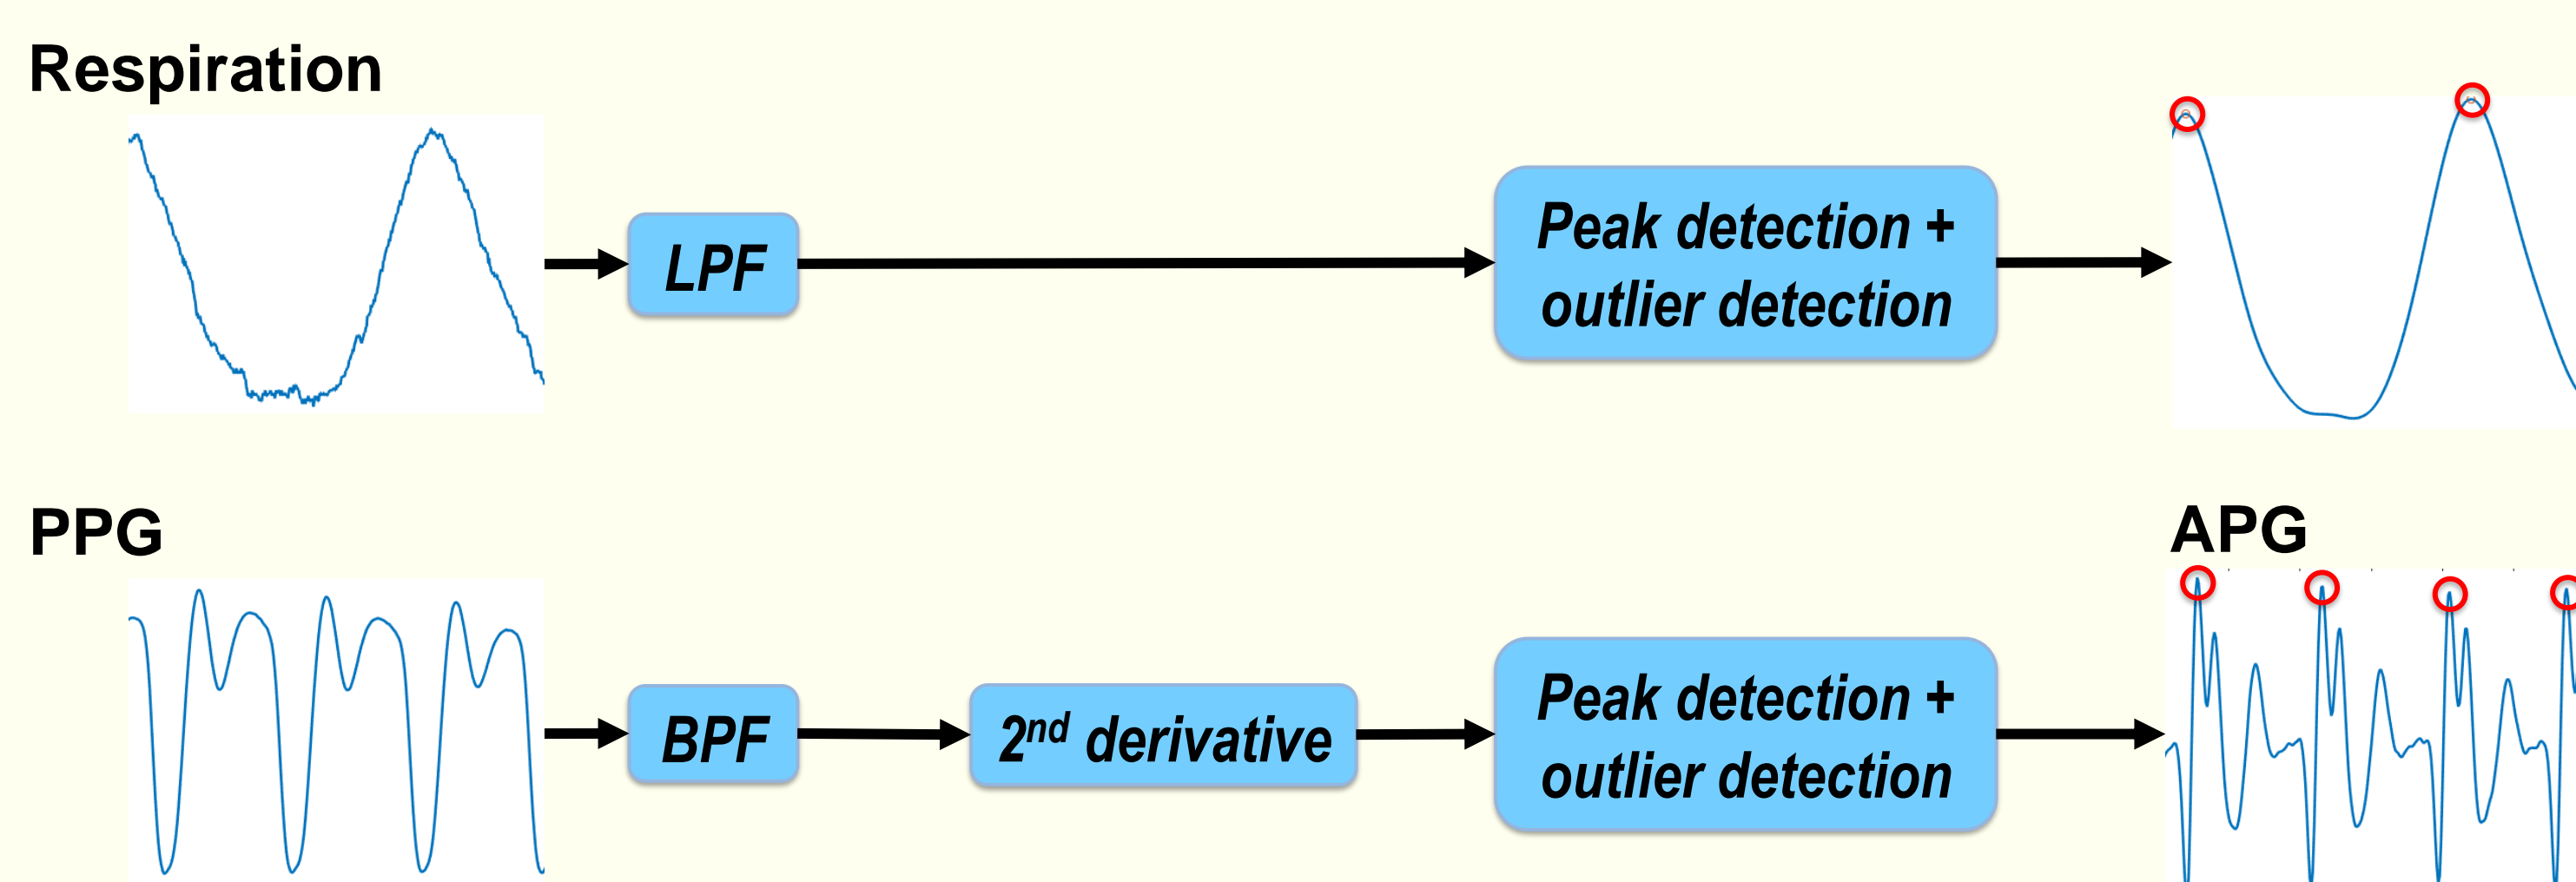 Respiration
LPF
Peak detection +
outlier detection
PPG
APG
BPF
2nd derivative
Peak detection +
outlier detection